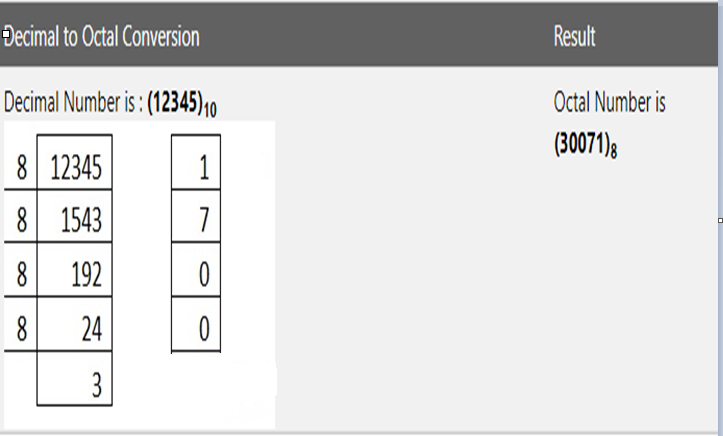 Decimal to Octal Conversion Result
Decimal Number is : (12345)10 Octal Number is
(30071)8
8 12345 1
8 1543 7
8 192 0
8 24 0
3